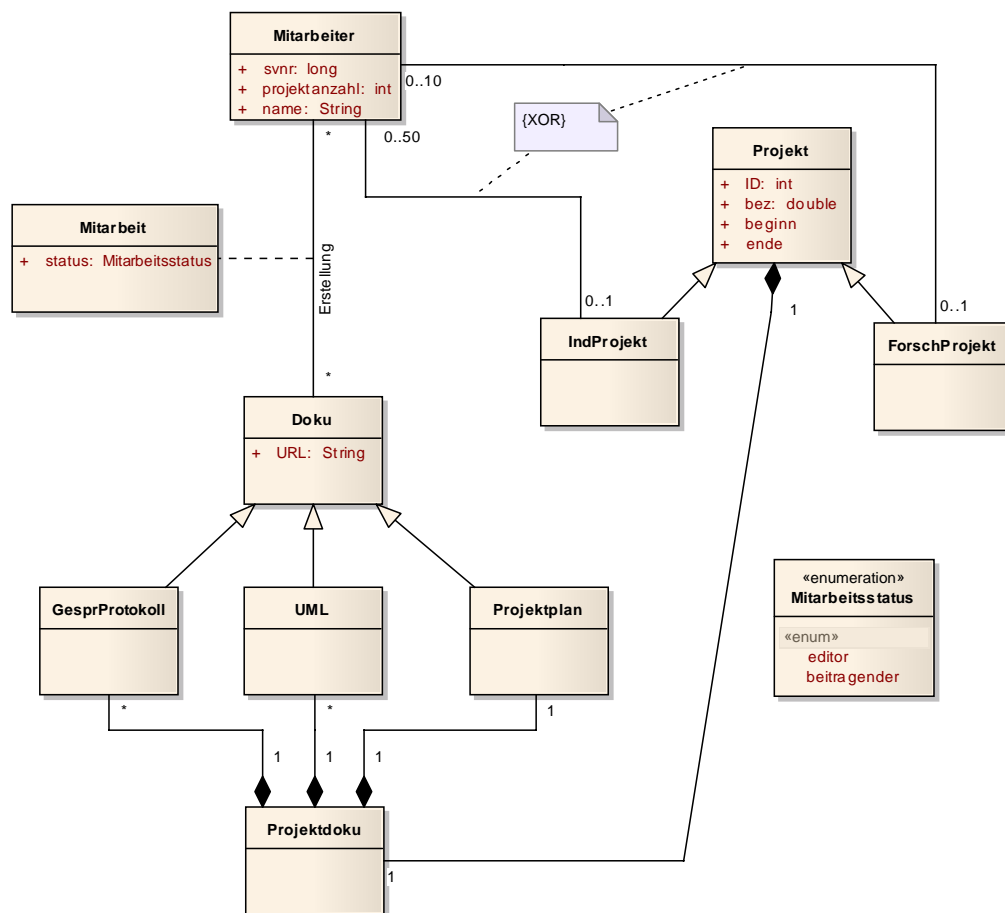 Mitarbeiter
+ svnr: long
+ projektanzahl: int
+ name: String
0..10
0..50
*
{XOR}
Projekt
+ ID: int
+ bez: double
+ beginn
+ ende
1
Mitarbeit
+ status: Mitarbeitsstatus
Erstellung
0..1
0..1
IndProjekt
ForschProjekt
*
Doku
+ URL: String
GesprProtokoll
UML
Projektplan
«enumeration»
Mitarbeitsstatus
«enum»
editor
beitragender
*
*
1
1
1
1
Projektdoku
1